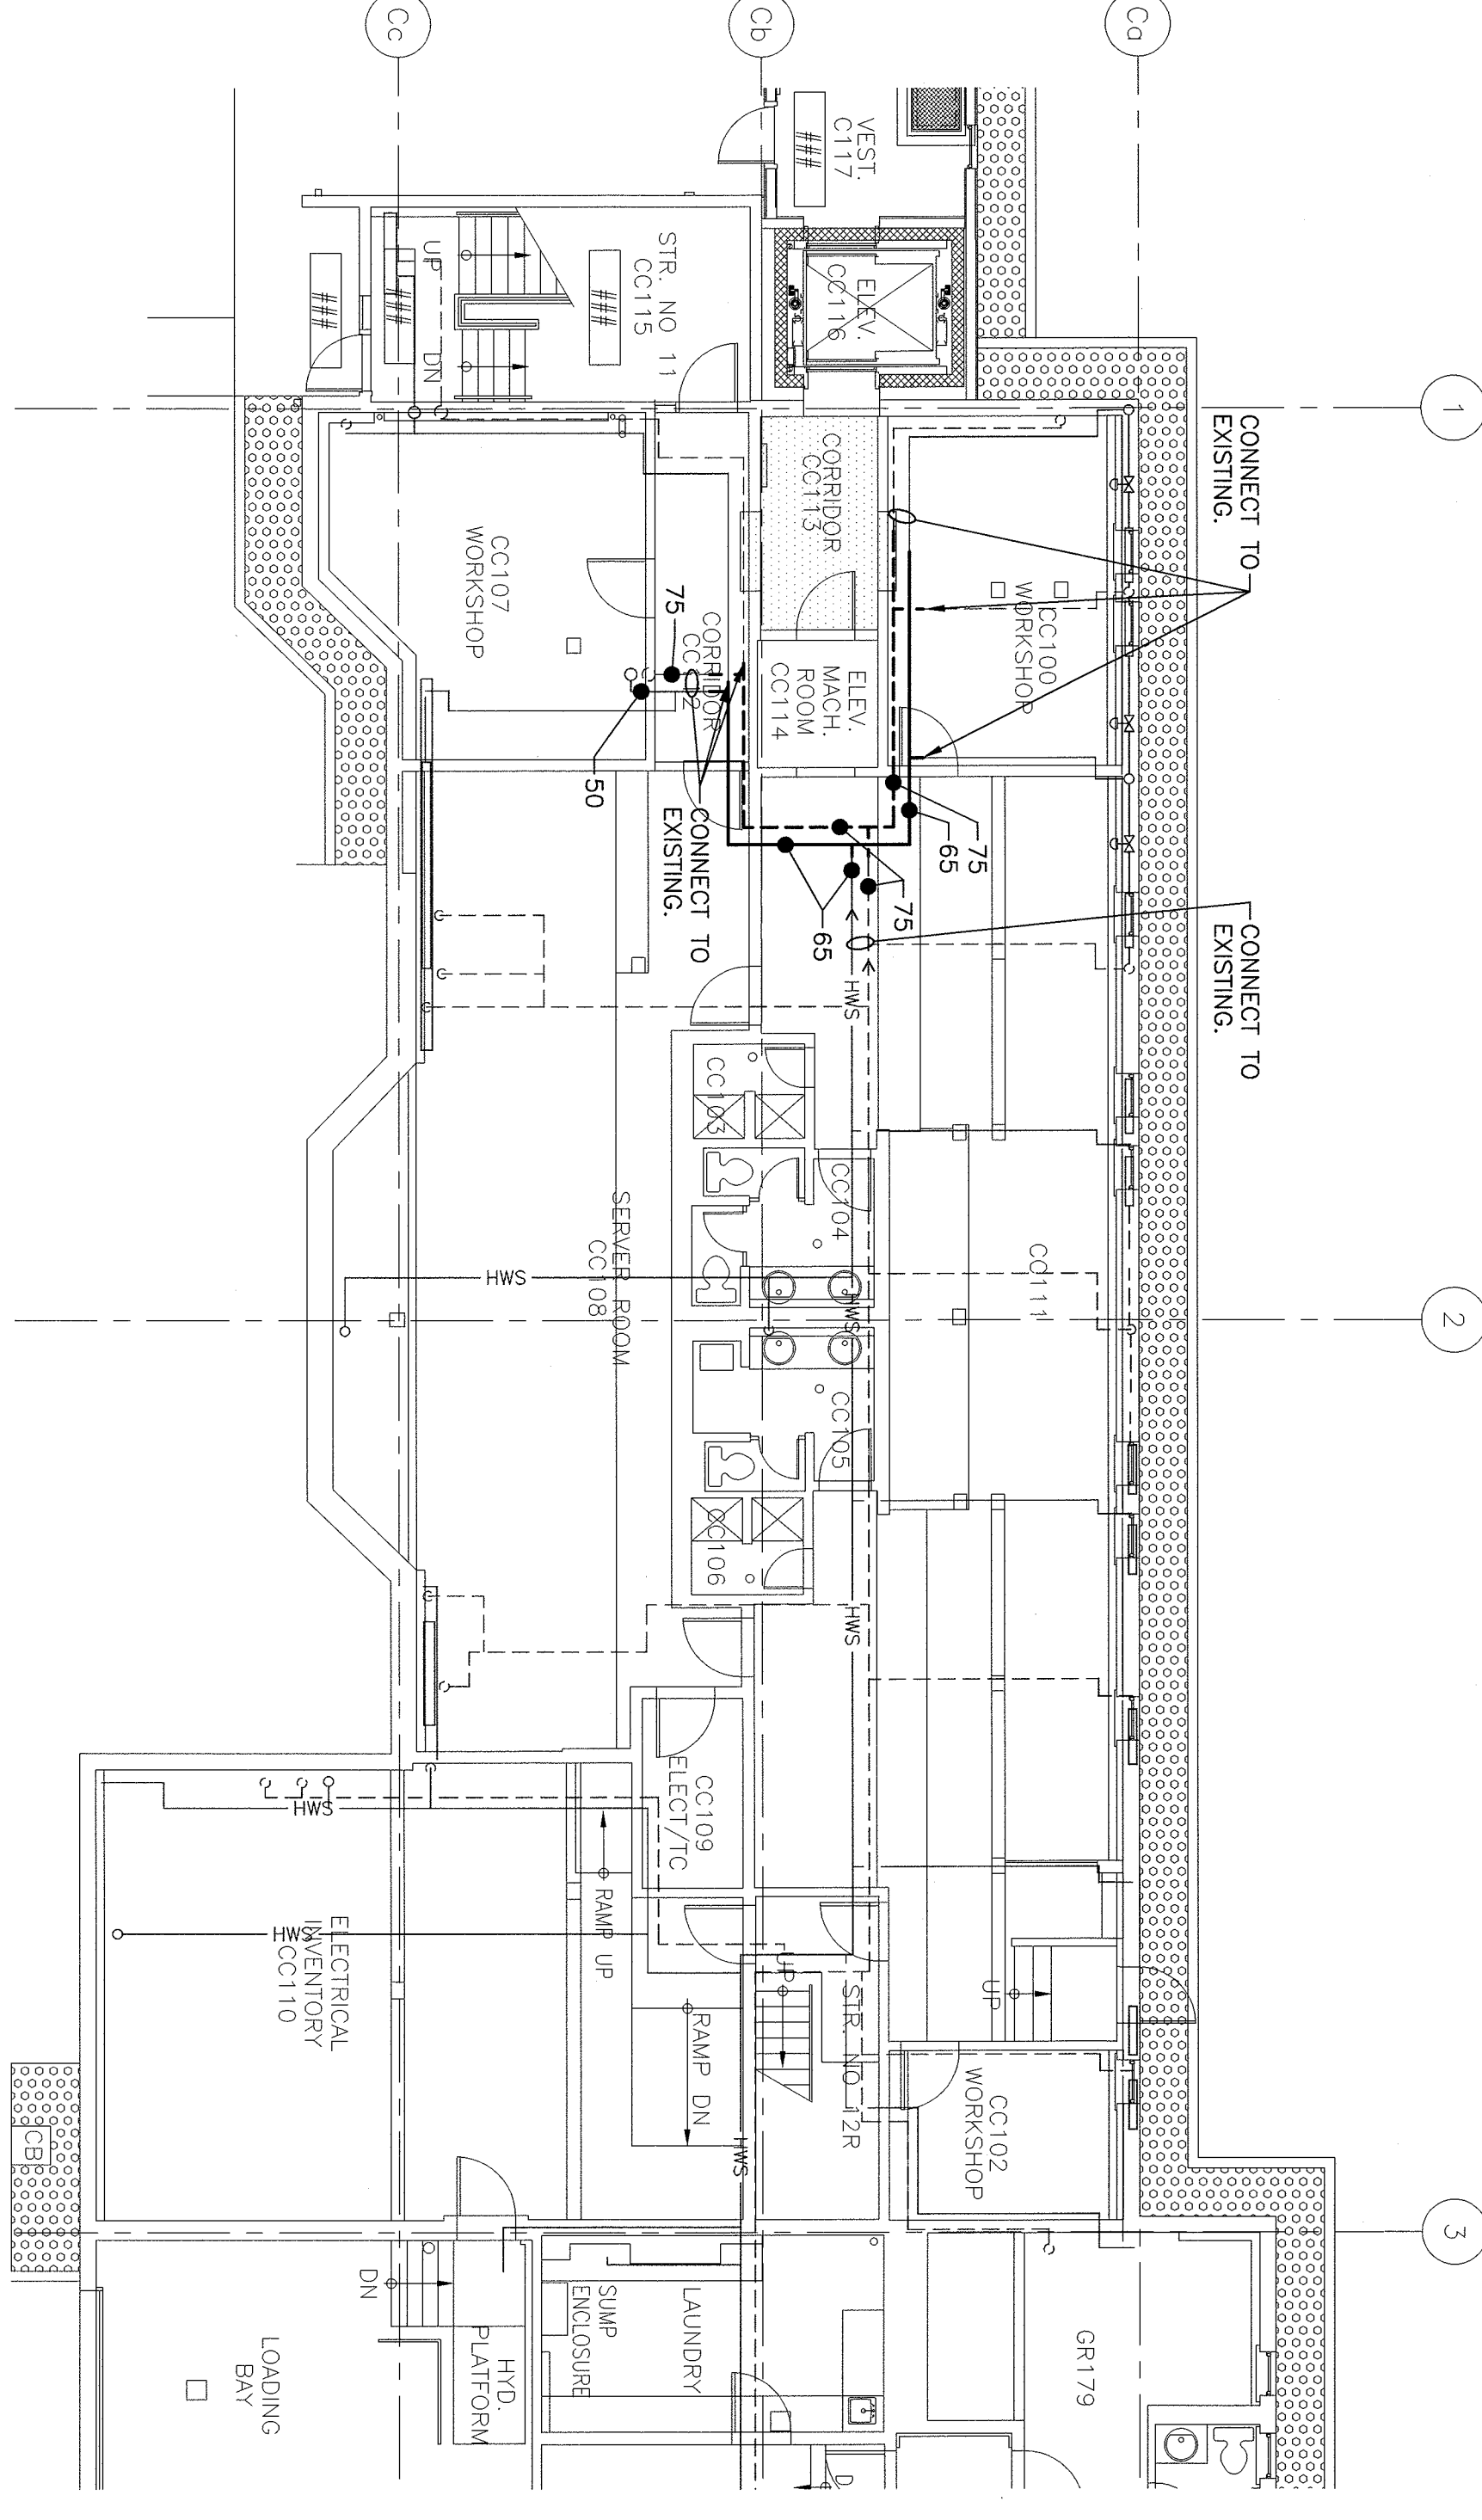 Cc
Cb
Ca
1
2
3
VEST.
C117
###
ELEV.
CC116
STR. NO 11
CC115
###
UP
DN
###
###
CONNECT TO
EXISTING.
CORRIDOR
CC113
CC100
WORKSHOP
CC107
WORKSHOP
75
CORRIDOR
ELEV.
MACH.
ROOM
CC114
50
CONNECT TO
EXISTING.
75
65
75
65
CONNECT TO
EXISTING.
HWS
CC103
CC104
CC111
SERVER ROOM
CC108
HWS
HWS
CC105
CC106
HWS
CC109
ELECT/TC
HWS
RAMP UP
ELECTRICAL
INVENTORY
CC110
HWS
UP
UP
STR. NO 12R
RAMP DN
CC102
WORKSHOP
HWS
CB
DN
HYD.
PLATFORM
LOADING
BAY
SUMP
ENCLOSURE
LAUNDRY
GR179
D